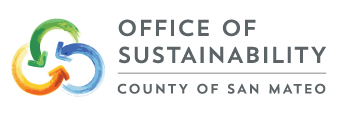 OFFICE OF
SUSTAINABILITY
COUNTY OF SAN MATEO